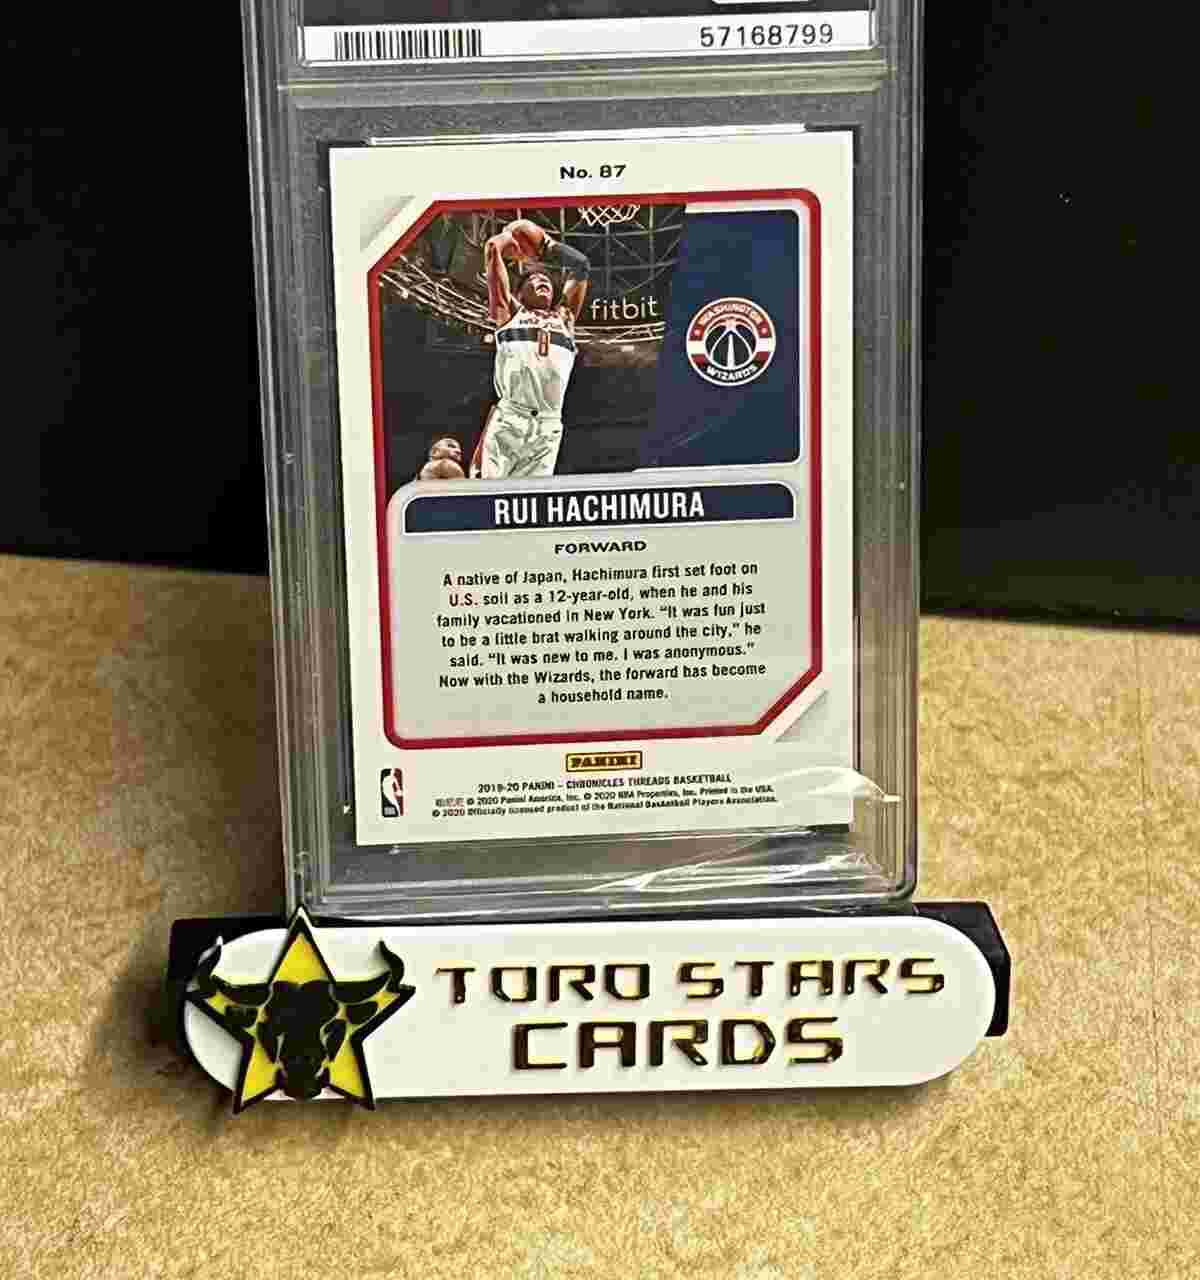 57168799
No. 87
fitbit
WASHINGTON
WIZARDS
8
RUI HACHIMURA
FORWARD
A native of Japan, Hachimura first set foot on
U.S. soil as a 12-year-old, when he and his
family vacationed in New York. “It was fun just
to be a little brat walking around the city,” he
said. “It was new to me. I was anonymous.”
Now with the Wizards, the forward has become
a household name.
PANINI
2019-20 PANINI – CHRONICLES THREADS BASKETBALL
© 2020 Panini America, Inc. © 2020 NBA Properties, Inc. Printed in the USA.
© 2020 Officially licensed product of the National Basketball Players Association.
TORO STARS
CARDS